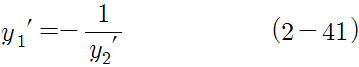 y₁′ = − 1/y₂′ (2−41)